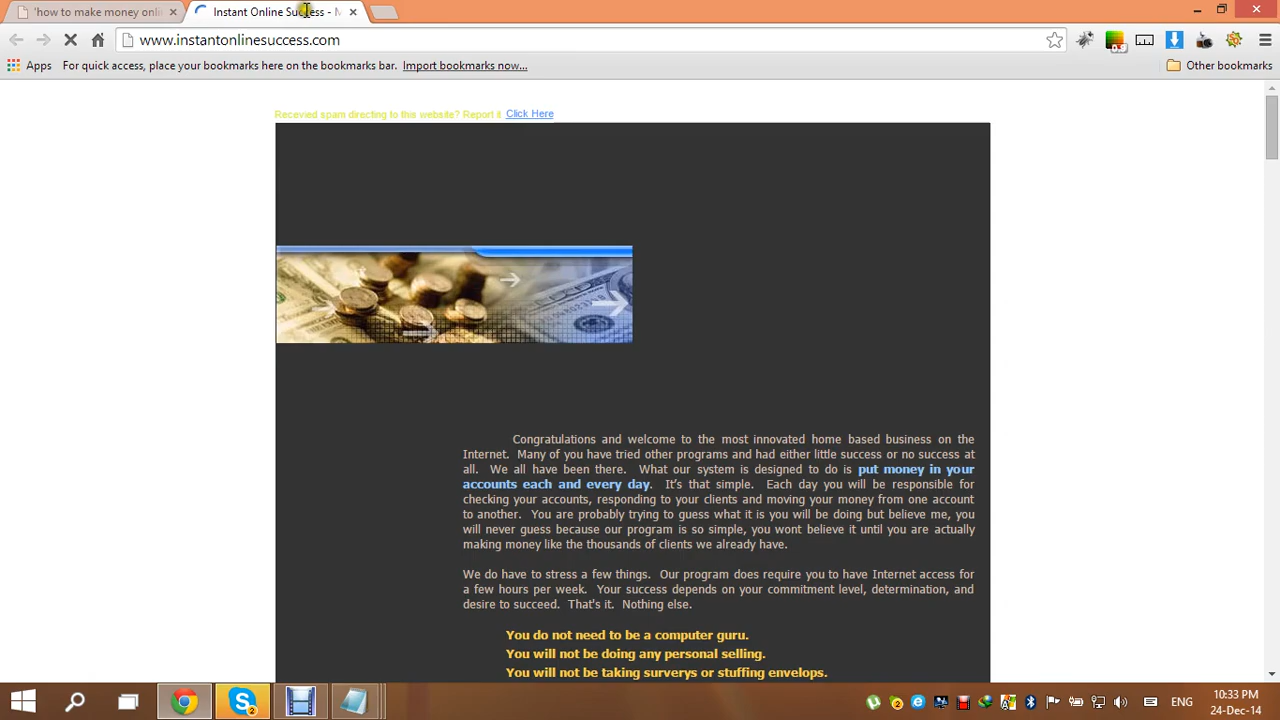 'how to make money onli
Instant Online Success - M
www.instantonlinesuccess.com
Apps For quick access, place your bookmarks here on the bookmarks bar. Import bookmarks now... Other bookmarks
Recevied spam directing to this website? Report it Click Here
Congratulations and welcome to the most innovated home based business on the
Internet. Many of you have tried other programs and had either little success or no success at
all. We all have been there. What our system is designed to do is put money in your
accounts each and every day. It's that simple. Each day you will be responsible for
checking your accounts, responding to your clients and moving your money from one account
to another. You are probably trying to guess what it is you will be doing but believe me, you
will never guess because our program is so simple, you wont believe it until you are actually
making money like the thousands of clients we already have.
We do have to stress a few things. Our program does require you to have Internet access for
a few hours per week. Your success depends on your commitment level, determination, and
desire to succeed. That's it. Nothing else.
You do not need to be a computer guru.
You will not be doing any personal selling.
You will not be taking surverys or stuffing envelops.
ENG
10:33 PM
24-Dec-14